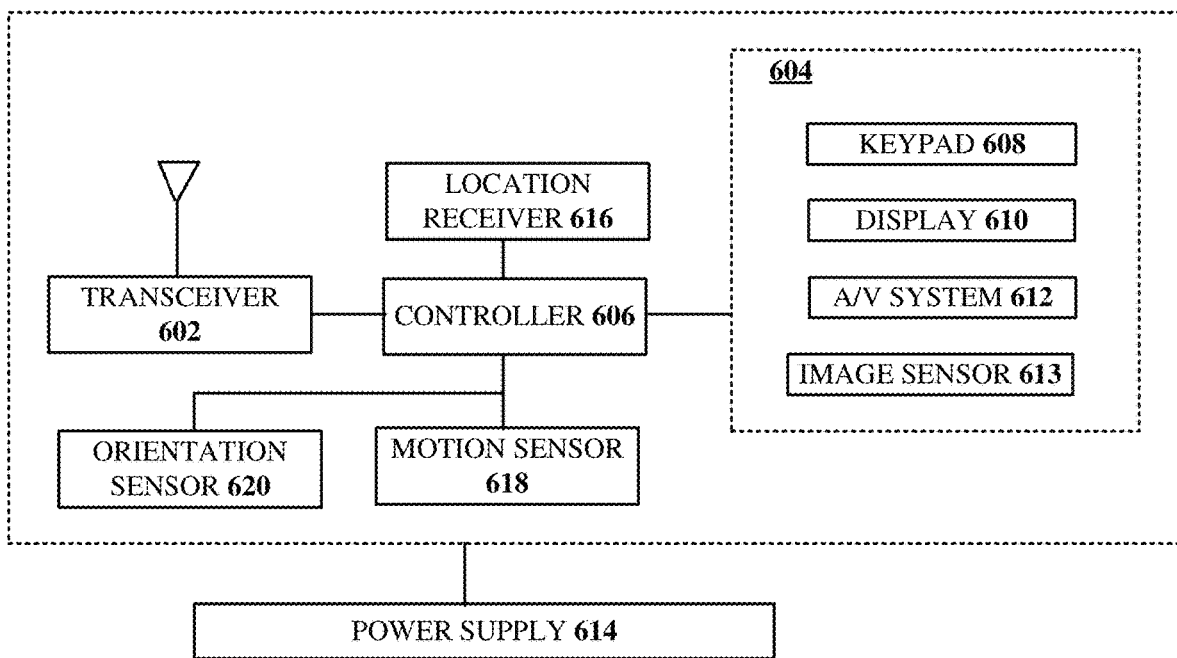 604
KEYPAD 608
LOCATION
RECEIVER 616
DISPLAY 610
TRANSCEIVER
602
CONTROLLER 606
A/V SYSTEM 612
IMAGE SENSOR 613
ORIENTATION
SENSOR 620
MOTION SENSOR
618
POWER SUPPLY 614